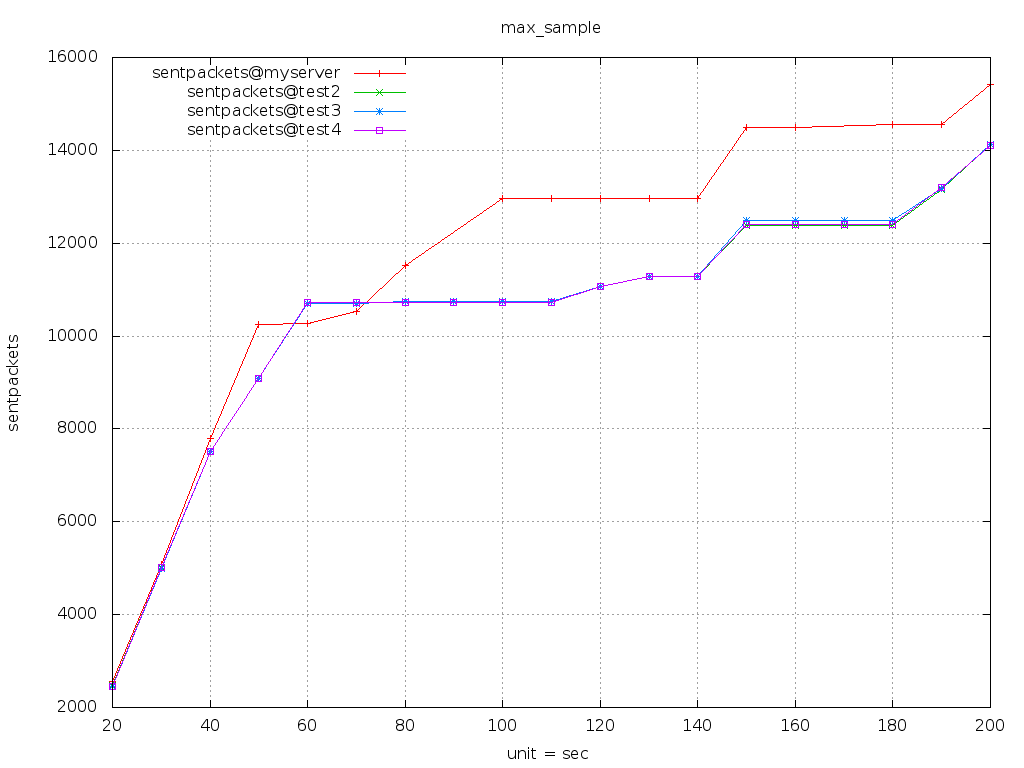 max_sample
16000
14000
12000
10000
8000
6000
4000
2000
sentpackets
sentpackets@myserver
sentpackets@test2
sentpackets@test3
sentpackets@test4
20 40 60 80 100 120 140 160 180 200
unit = sec